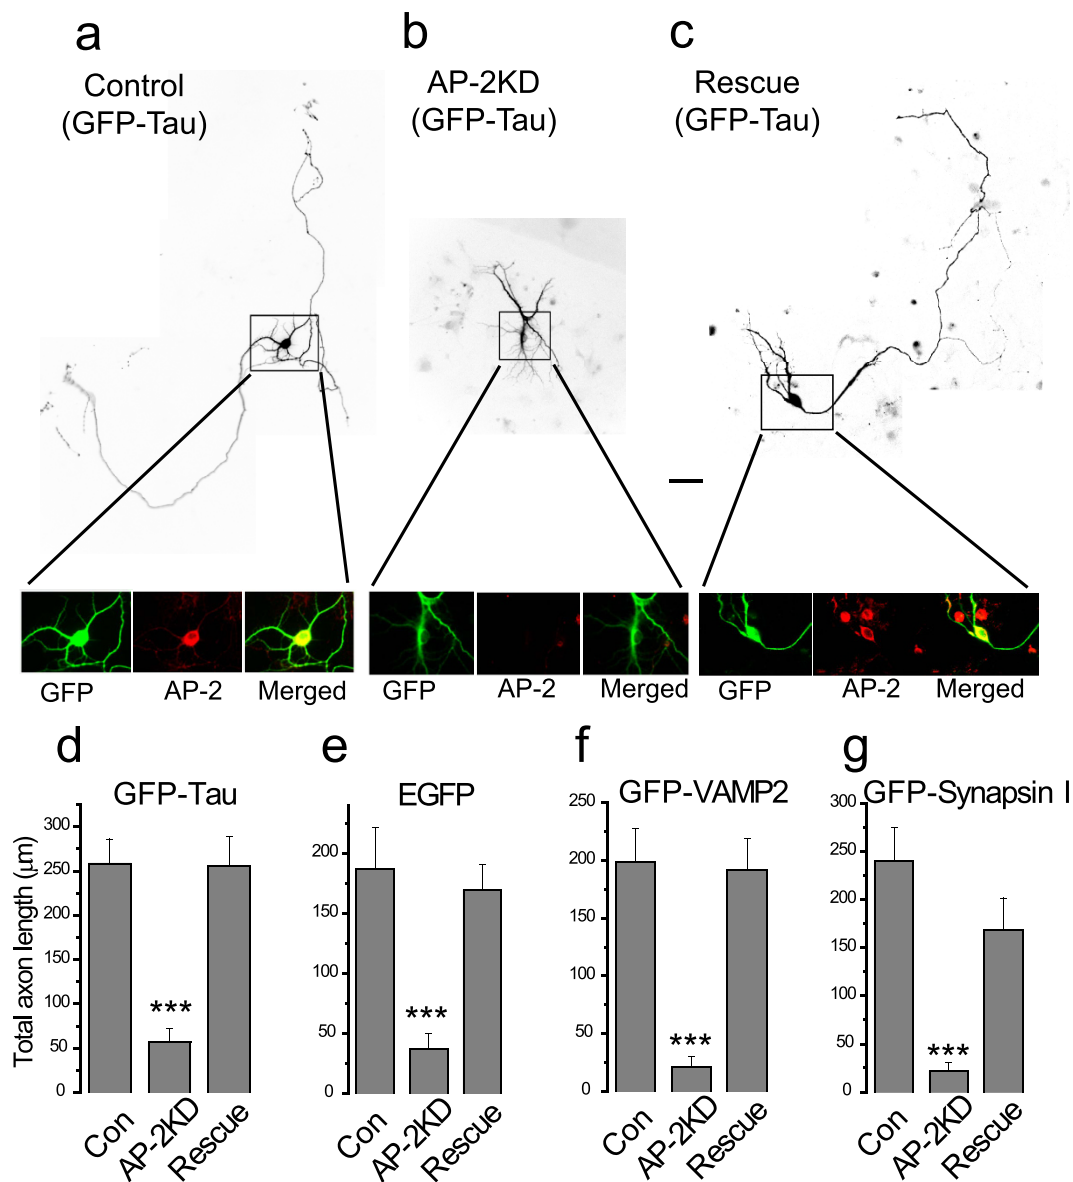 a
b
c
Control
(GFP-Tau)
AP-2KD
(GFP-Tau)
Rescue
(GFP-Tau)
GFP
AP-2
Merged
GFP
AP-2
Merged
GFP
AP-2
Merged
d
e
f
g
GFP-Tau
EGFP
GFP-VAMP2
GFP-Synapsin I
Total axon length (μm)
300
250
200
150
100
50
0
200
150
100
50
0
250
200
150
100
50
0
300
250
200
150
100
50
0
***
***
***
***
Con
AP-2KD
Rescue
Con
AP-2KD
Rescue
Con
AP-2KD
Rescue
Con
AP-2KD
Rescue